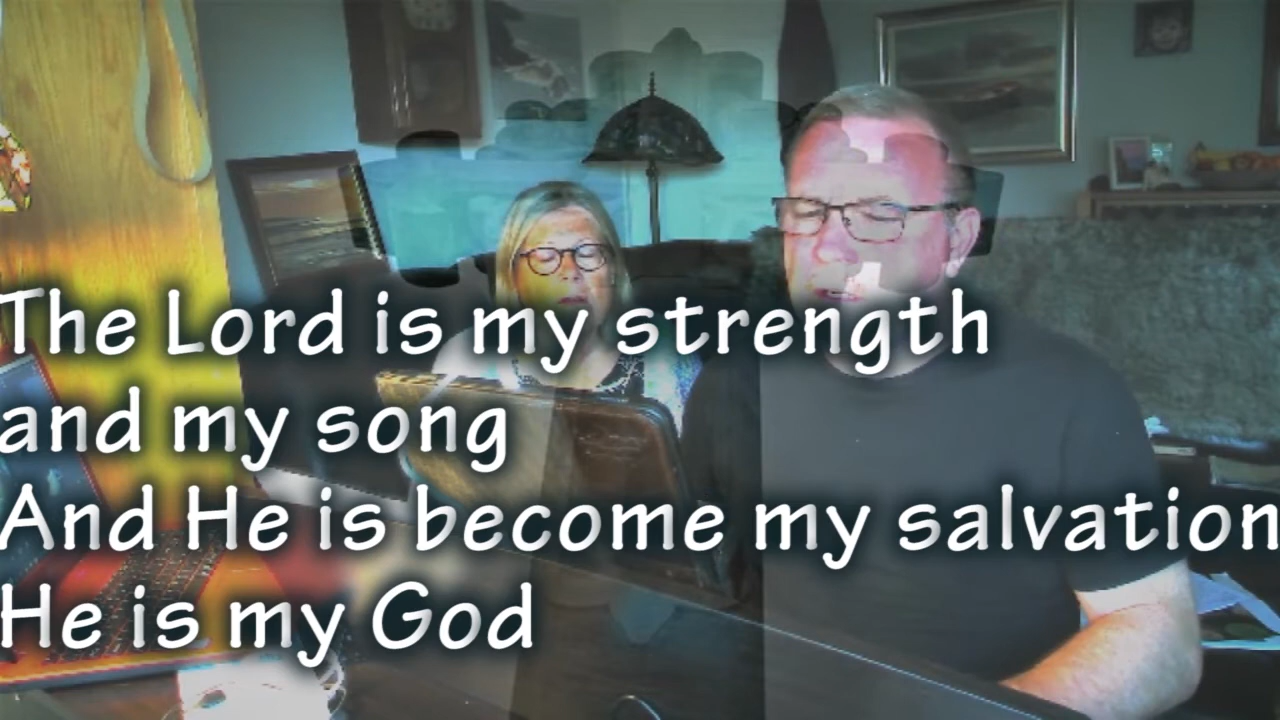 The Lord is my strength
and my song
And He is become my salvation
He is my God